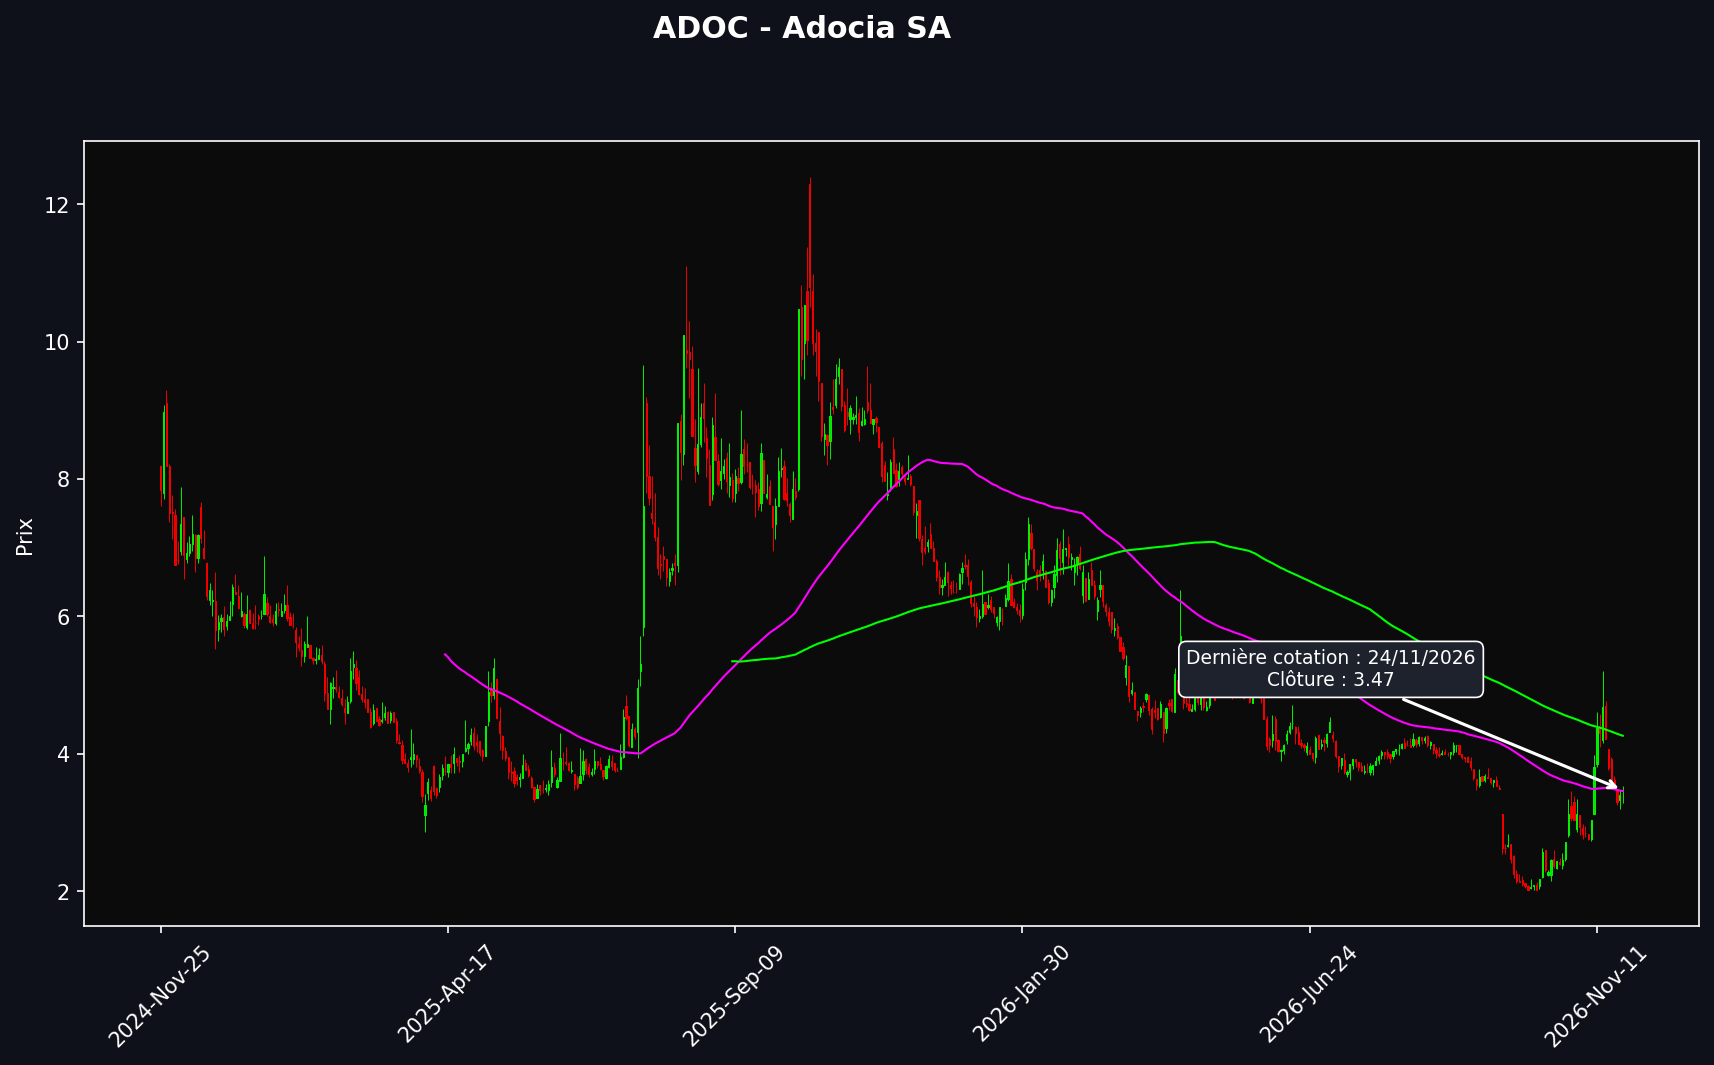 ADOC - Adocia SA
Prix
12
10
8
6
4
2
Dernière cotation : 24/11/2026
Clôture : 3.47
2024-Nov-25
2025-Apr-17
2025-Sep-09
2026-Jan-30
2026-Jun-24
2026-Nov-11